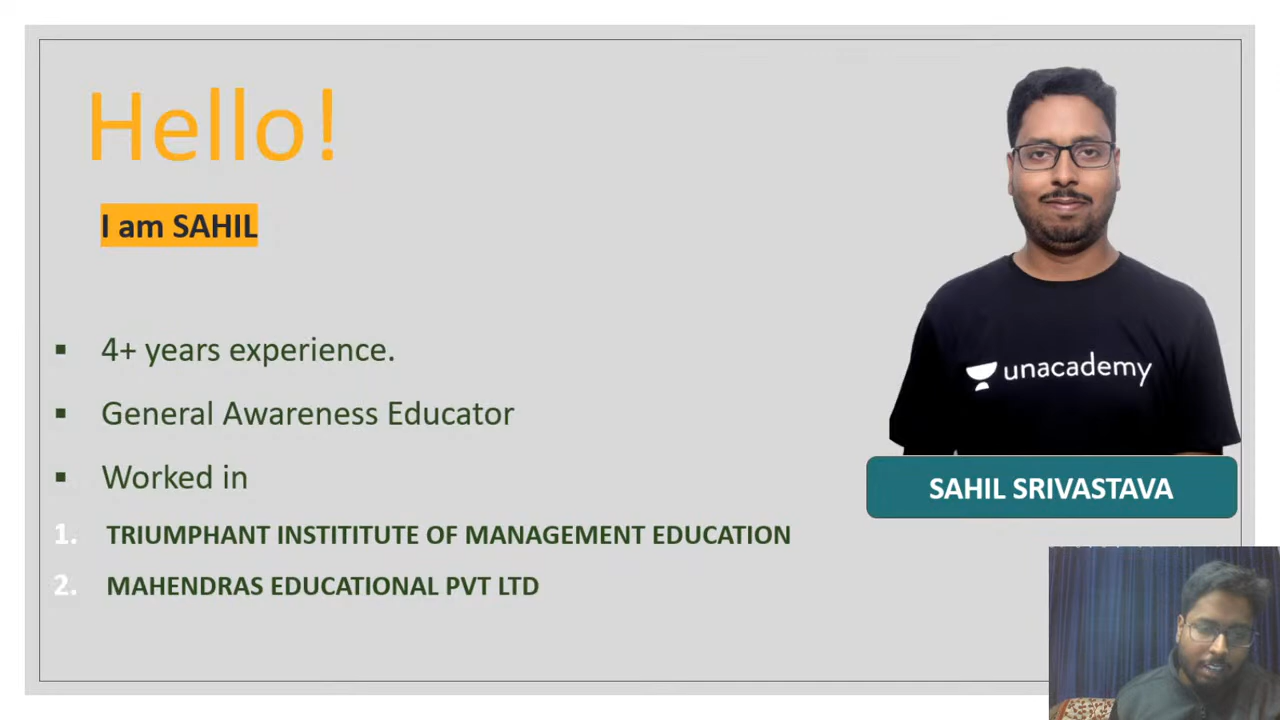 Hello!
I am SAHIL
▪ 4+ years experience.
▪ General Awareness Educator
▪ Worked in
1. TRIUMPHANT INSTITITUTE OF MANAGEMENT EDUCATION
2. MAHENDRAS EDUCATIONAL PVT LTD
unacademy
SAHIL SRIVASTAVA